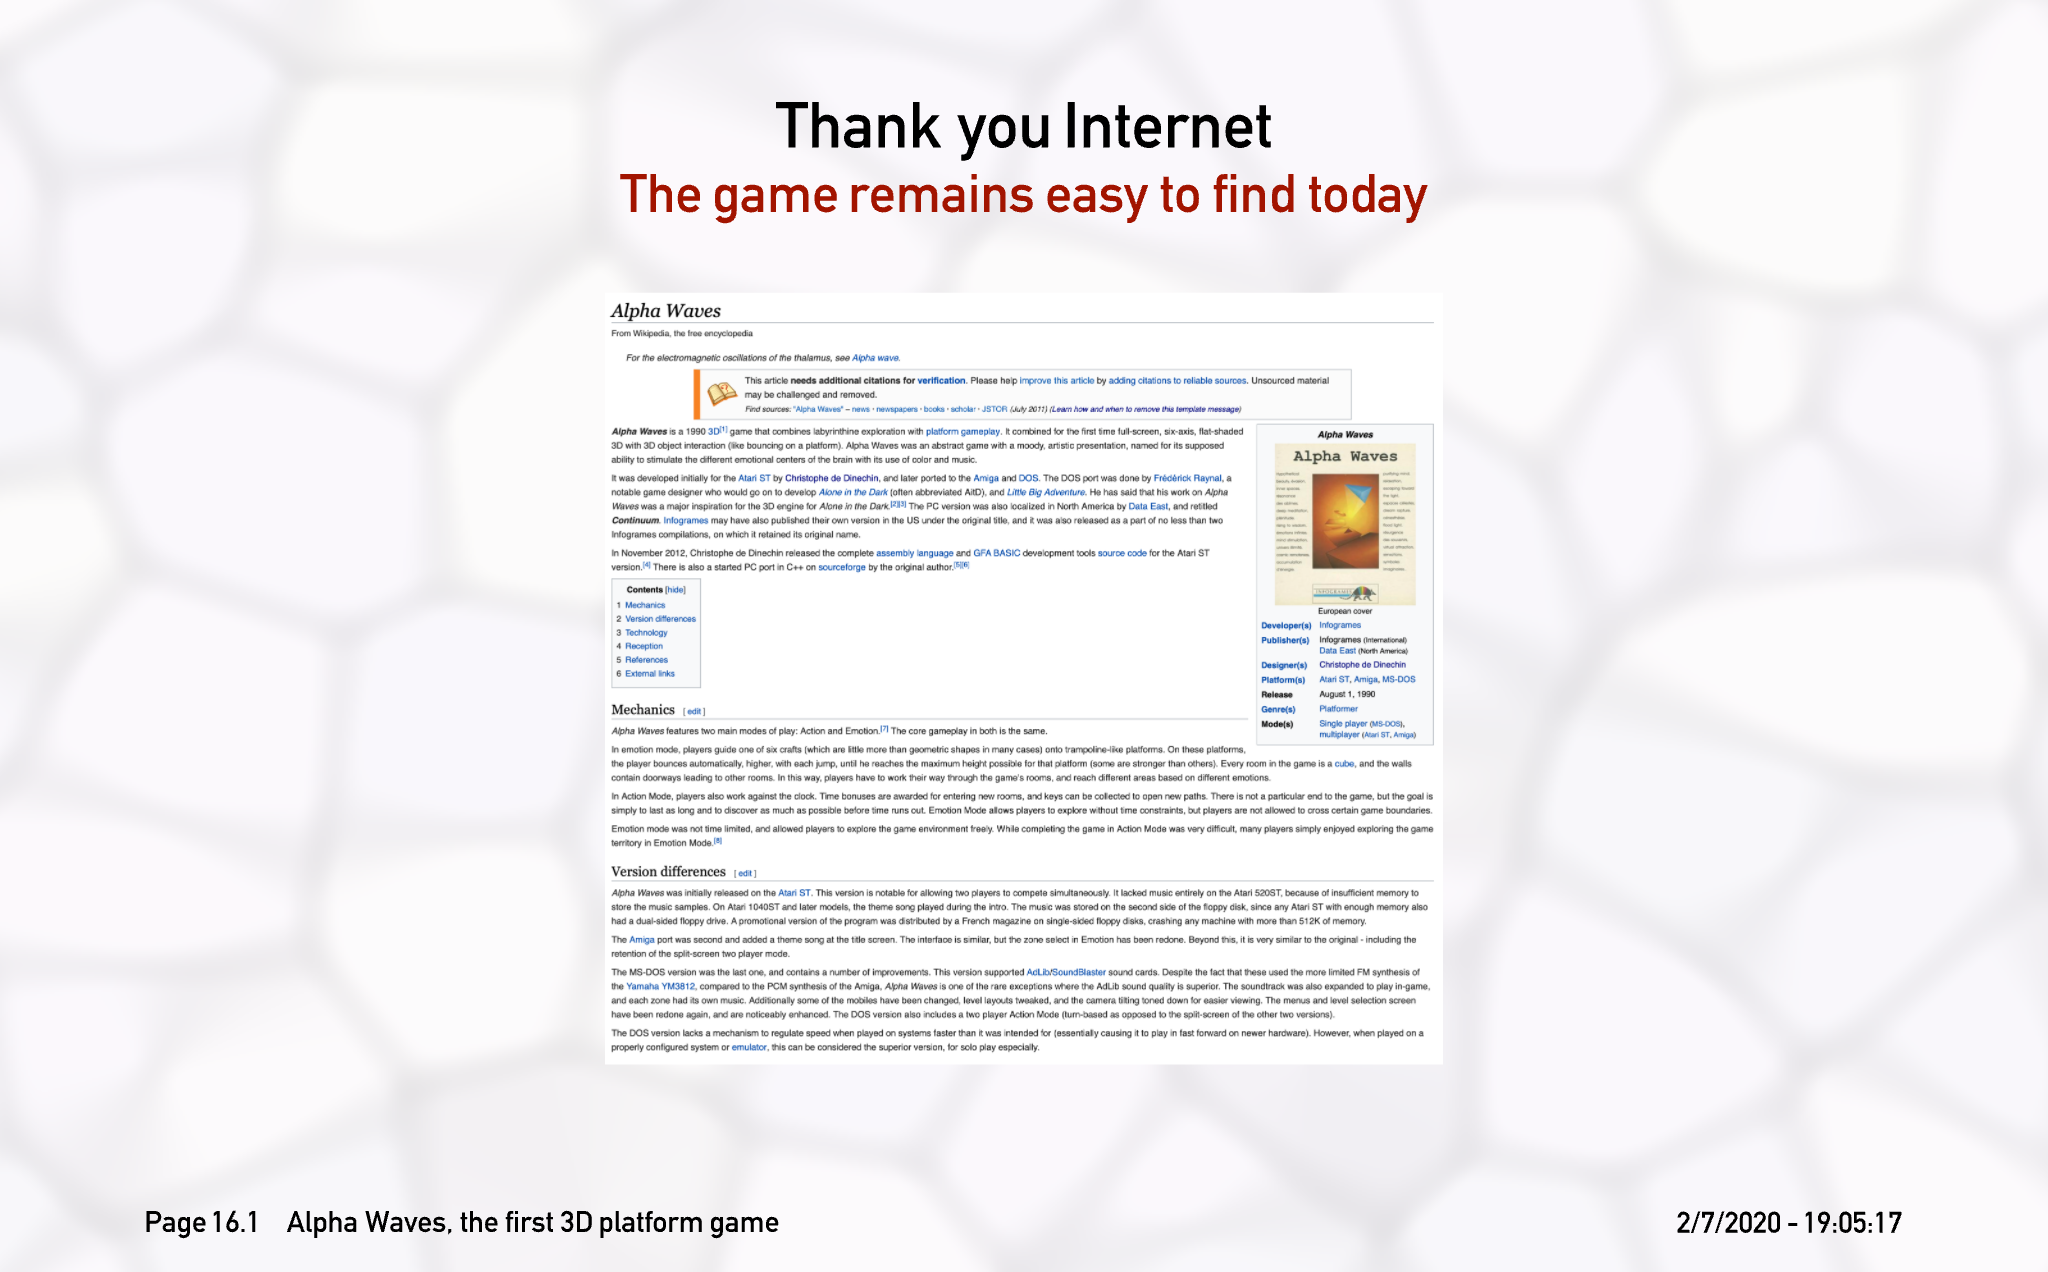 Thank you Internet
The game remains easy to find today
Alpha Waves
From Wikipedia, the free encyclopedia
For the electromagnetic oscillations of the thalamus, see Alpha wave.
This article needs additional citations for verification. Please help improve this article by adding citations to reliable sources. Unsourced material
may be challenged and removed.
Find sources: "Alpha Waves" – news · newspapers · books · scholar · JSTOR (July 2011) (Learn how and when to remove this template message)
Alpha Waves is a 1990 3D[1] game that combines labyrinthine exploration with platform gameplay. It combined for the first time full-screen, six-axis, flat-shaded
3D with 3D object interaction (like bouncing on a platform). Alpha Waves was an abstract game with a moody, artistic presentation, named for its supposed
ability to stimulate the different emotional centers of the brain with its use of color and music.
It was developed initially for the Atari ST by Christophe de Dinechin, and later ported to the Amiga and DOS. The DOS port was done by Frédérick Raynal, a
notable game designer who would go on to develop Alone in the Dark (often abbreviated AitD), and Little Big Adventure. He has said that his work on Alpha
Waves was a major inspiration for the 3D engine for Alone in the Dark.[2][3] The PC version was also localized in North America by Data East, and retitled
Continuum. Infogrames may have also published their own version in the US under the original title, and it was also released as a part of no less than two
Infogrames compilations, on which it retained its original name.
In November 2012, Christophe de Dinechin released the complete assembly language and GFA BASIC development tools source code for the Atari ST
version.[4] There is also a started PC port in C++ on sourceforge by the original author.[5][6]
Alpha Waves
Alpha Waves
INFOGRAMES
European cover
Developer(s) Infogrames
Publisher(s) Infogrames (International)
Data East (North America)
Designer(s) Christophe de Dinechin
Platform(s) Atari ST, Amiga, MS-DOS
Release August 1, 1990
Genre(s) Platformer
Mode(s) Single player (MS-DOS),
multiplayer (Atari ST, Amiga)
Contents [hide]
1 Mechanics
2 Version differences
3 Technology
4 Reception
5 References
6 External links
Mechanics [ edit ]
Alpha Waves features two main modes of play: Action and Emotion.[7] The core gameplay in both is the same.
In emotion mode, players guide one of six crafts (which are little more than geometric shapes in many cases) onto trampoline-like platforms. On these platforms,
the player bounces automatically, higher, with each jump, until he reaches the maximum height possible for that platform (some are stronger than others). Every room in the game is a cube, and the walls
contain doorways leading to other rooms. In this way, players have to work their way through the game's rooms, and reach different areas based on different emotions.
In Action Mode, players also work against the clock. Time bonuses are awarded for entering new rooms, and keys can be collected to open new paths. There is not a particular end to the game, but the goal is
simply to last as long and to discover as much as possible before time runs out. Emotion Mode allows players to explore without time constraints, but players are not allowed to cross certain game boundaries.
Emotion mode was not time limited, and allowed players to explore the game environment freely. While completing the game in Action Mode was very difficult, many players simply enjoyed exploring the game
territory in Emotion Mode.[8]
Version differences [ edit ]
Alpha Waves was initially released on the Atari ST. This version is notable for allowing two players to compete simultaneously. It lacked music entirely on the Atari 520ST, because of insufficient memory to
store the music samples. On Atari 1040ST and later models, the theme song played during the intro. The music was stored on the second side of the floppy disk, since any Atari ST with enough memory also
had a dual-sided floppy drive. A promotional version of the program was distributed by a French magazine on single-sided floppy disks, crashing any machine with more than 512K of memory.
The Amiga port was second and added a theme song at the title screen. The interface is similar, but the zone select in Emotion has been redone. Beyond this, it is very similar to the original - including the
retention of the split-screen two player mode.
The MS-DOS version was the last one, and contains a number of improvements. This version supported AdLib/SoundBlaster sound cards. Despite the fact that these used the more limited FM synthesis of
the Yamaha YM3812, compared to the PCM synthesis of the Amiga, Alpha Waves is one of the rare exceptions where the AdLib sound quality is superior. The soundtrack was also expanded to play in-game,
and each zone had its own music. Additionally some of the mobiles have been changed, level layouts tweaked, and the camera tilting toned down for easier viewing. The menus and level selection screen
have been redone again, and are noticeably enhanced. The DOS version also includes a two player Action Mode (turn-based as opposed to the split-screen of the other two versions).
The DOS version lacks a mechanism to regulate speed when played on systems faster than it was intended for (essentially causing it to play in fast forward on newer hardware). However, when played on a
properly configured system or emulator, this can be considered the superior version, for solo play especially.
Page 16.1 Alpha Waves, the first 3D platform game
2/7/2020 - 19:05:17